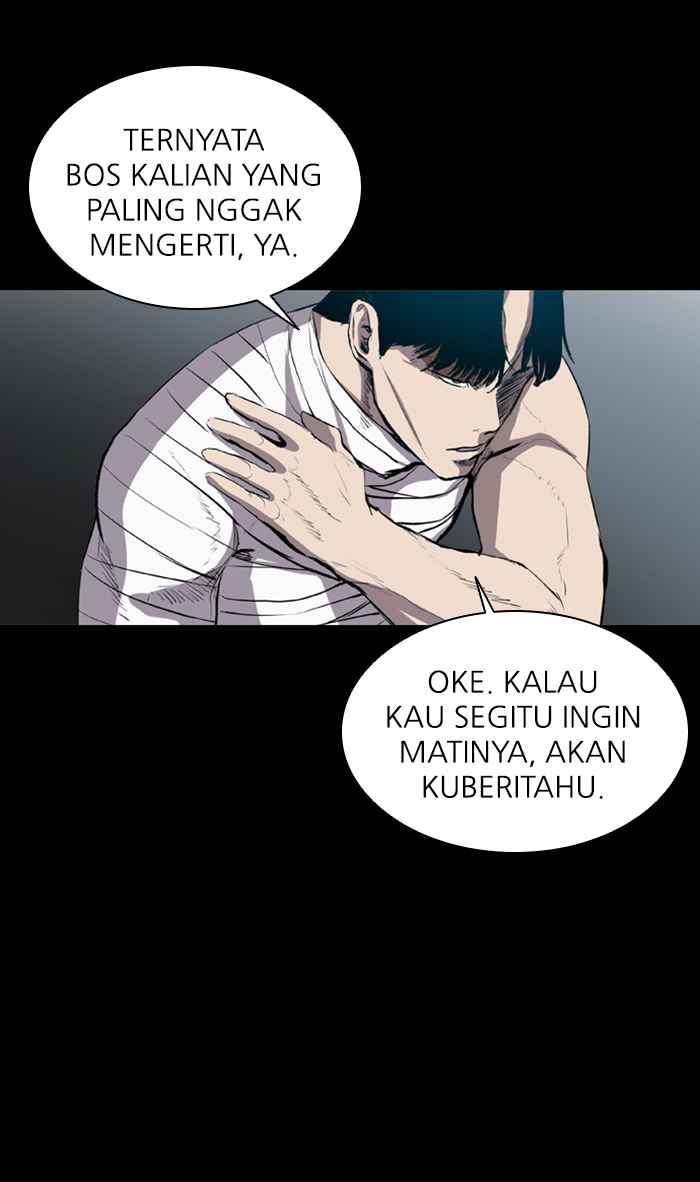 TERNYATA
BOS KALIAN YANG
PALING NGGAK
MENGERTI, YA.
OKE. KALAU
KAU SEGITU INGIN
MATINYA, AKAN
KUBERITAHU.